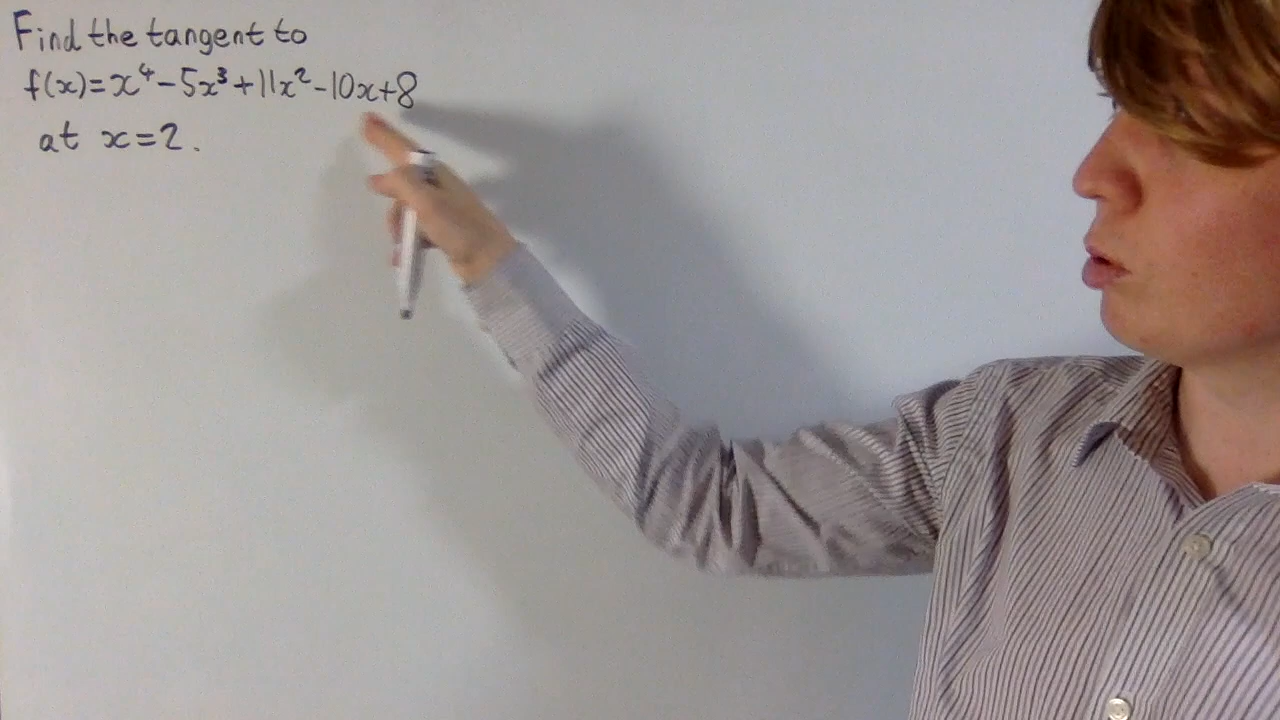 Find the tangent to
f(x)=x⁴-5x³+11x²-10x+8
at x=2.